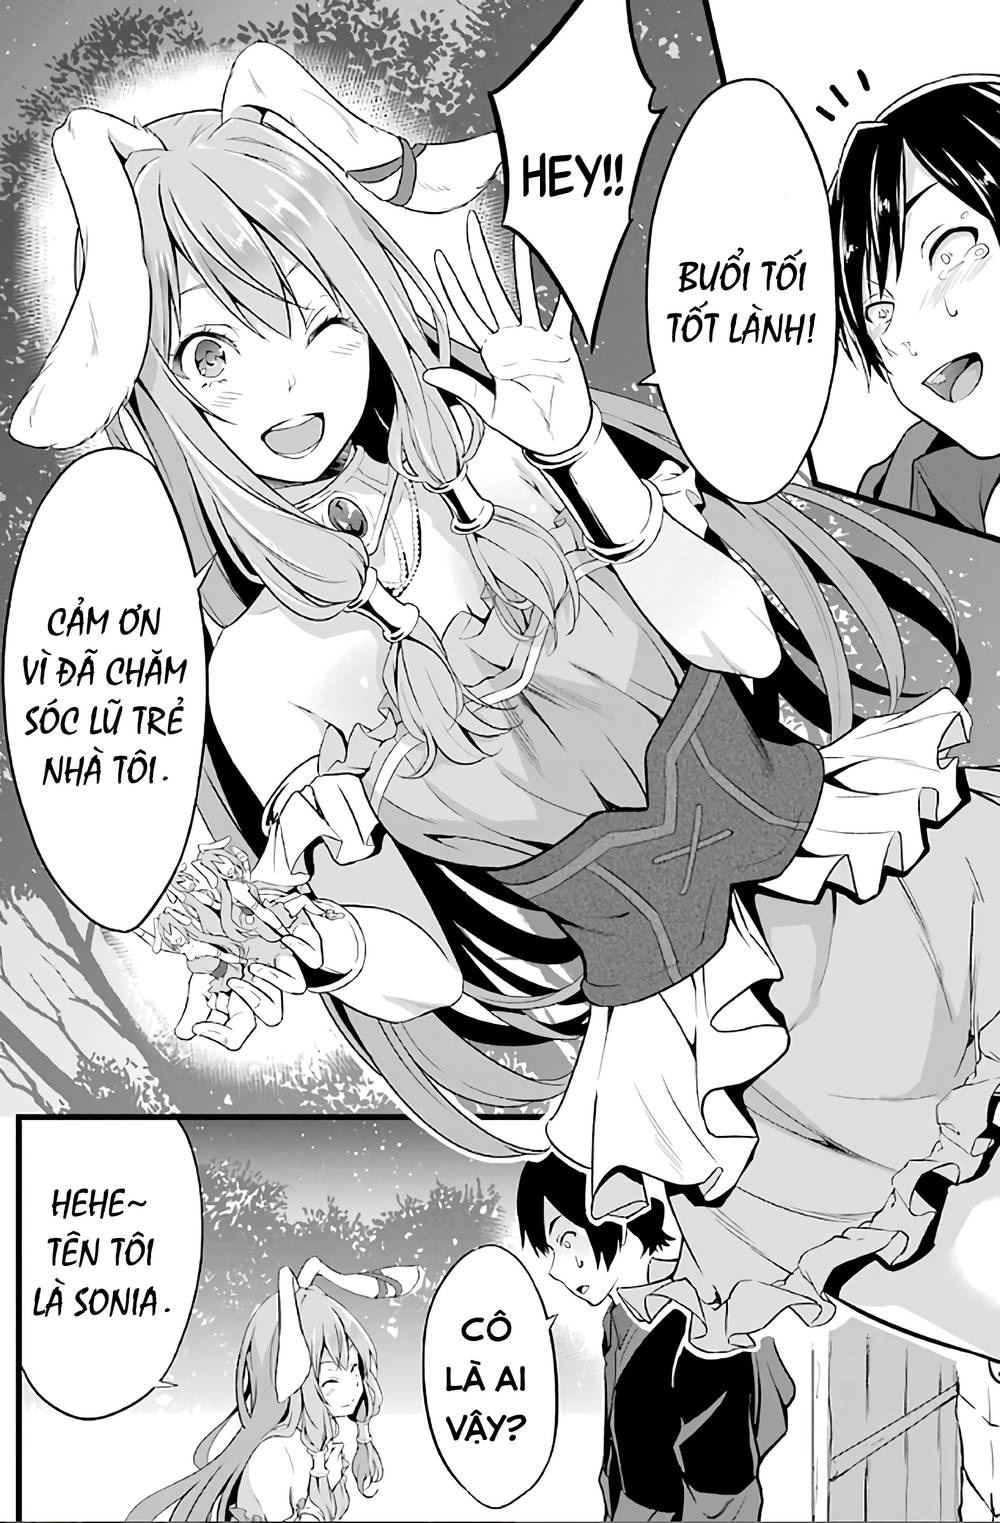 HEY!!
BUỔI TỐI
TỐT LÀNH!
CẢM ƠN
VÌ ĐÃ CHĂM
SÓC LŨ TRẺ
NHÀ TÔI.
CÔ
LÀ AI
VẬY?
HEHE~
TÊN TÔI
LÀ SONIA.